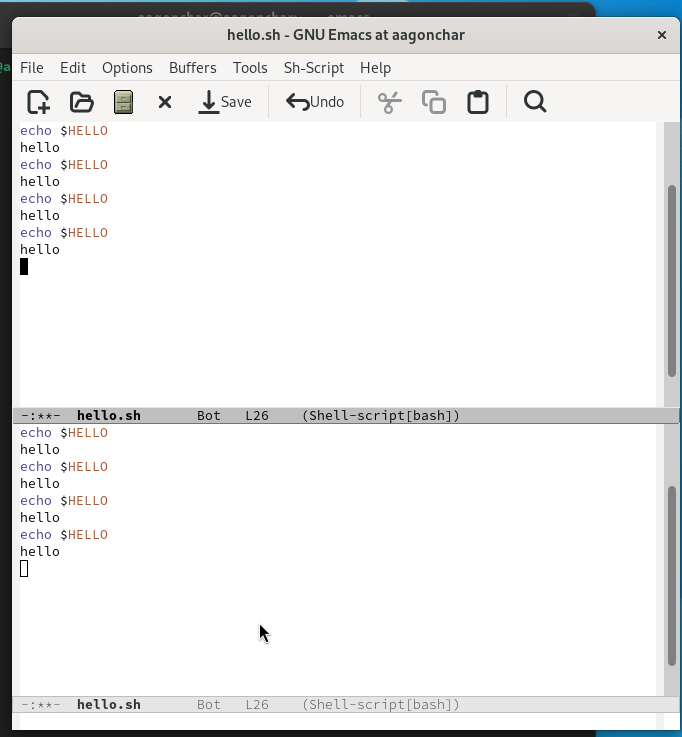 hello.sh - GNU Emacs at aagonchar
File Edit Options Buffers Tools Sh-Script Help
Save Undo
echo $HELLO
hello
echo $HELLO
hello
echo $HELLO
hello
echo $HELLO
hello
-:**- hello.sh Bot L26 (Shell-script[bash])
echo $HELLO
hello
echo $HELLO
hello
echo $HELLO
hello
echo $HELLO
hello
-:**- hello.sh Bot L26 (Shell-script[bash])